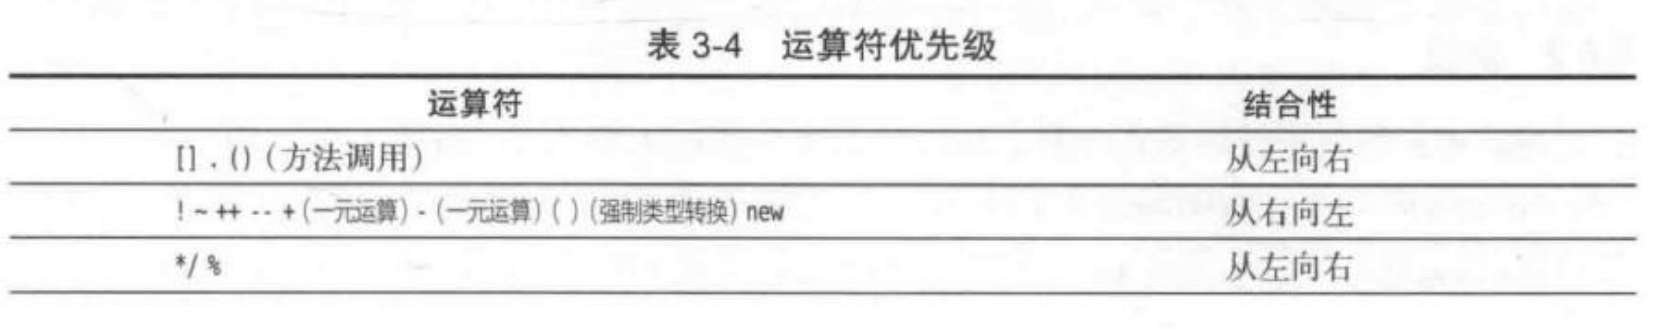 表 3-4 运算符优先级
运算符 结合性
[] . () (方法调用) 从左向右
! ~ ++ -- + (一元运算) - (一元运算) ( ) (强制类型转换) new 从右向左
*/ % 从左向右